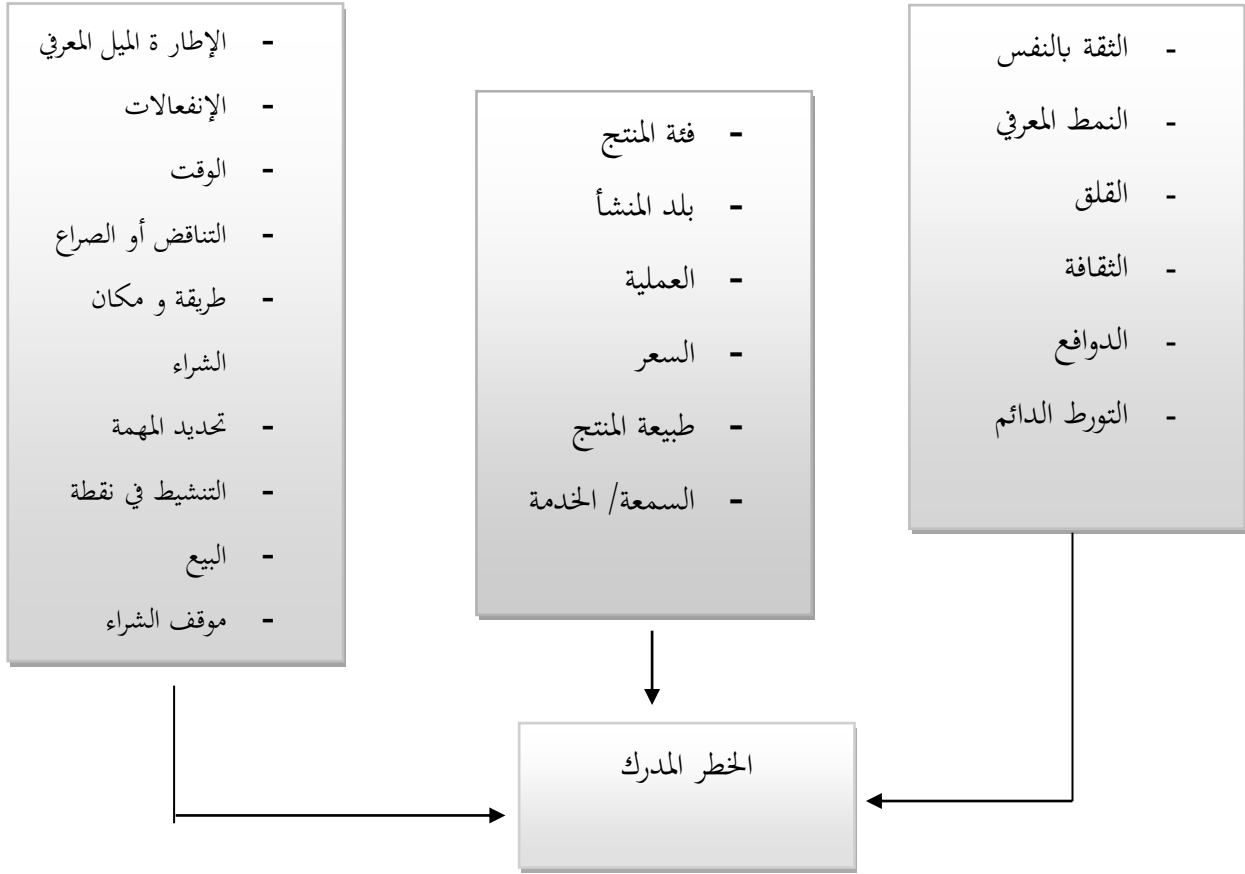 - الثقة بالنفس
- النمط المعرفي
- القلق
- الثقافة
- الدوافع
- التورط الدائم
- فئة المنتج
- بلد المنشأ
- العملية
- السعر
- طبيعة المنتج
- السمعة/ الخدمة
- الإطار ة الميل المعرفي
- الإنفعالات
- الوقت
- التناقض أو الصراع
- طريقة و مكان
الشراء
- تحديد المهمة
- التنشيط في نقطة
- البيع
- موقف الشراء
الخطر المدرك